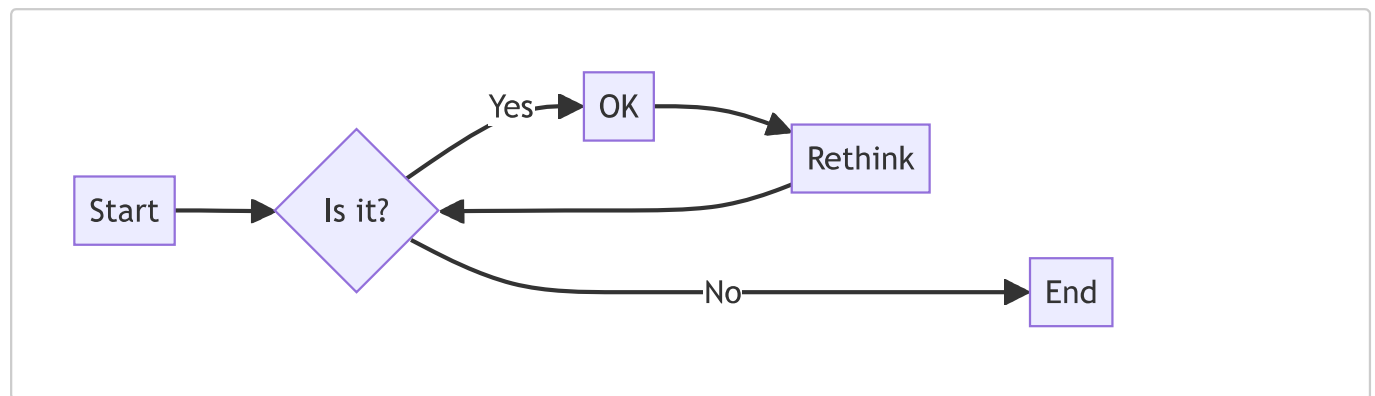 Start
Is it?
Yes
OK
Rethink
No
End